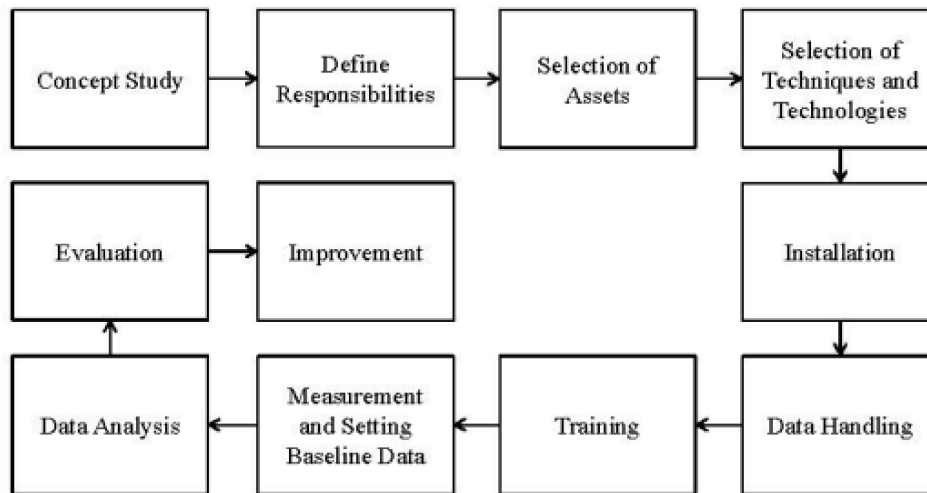 Concept Study
Define
Responsibilities
Selection of
Assets
Selection of
Techniques and
Technologies
Installation
Data Handling
Training
Measurement
and Setting
Baseline Data
Data Analysis
Evaluation
Improvement